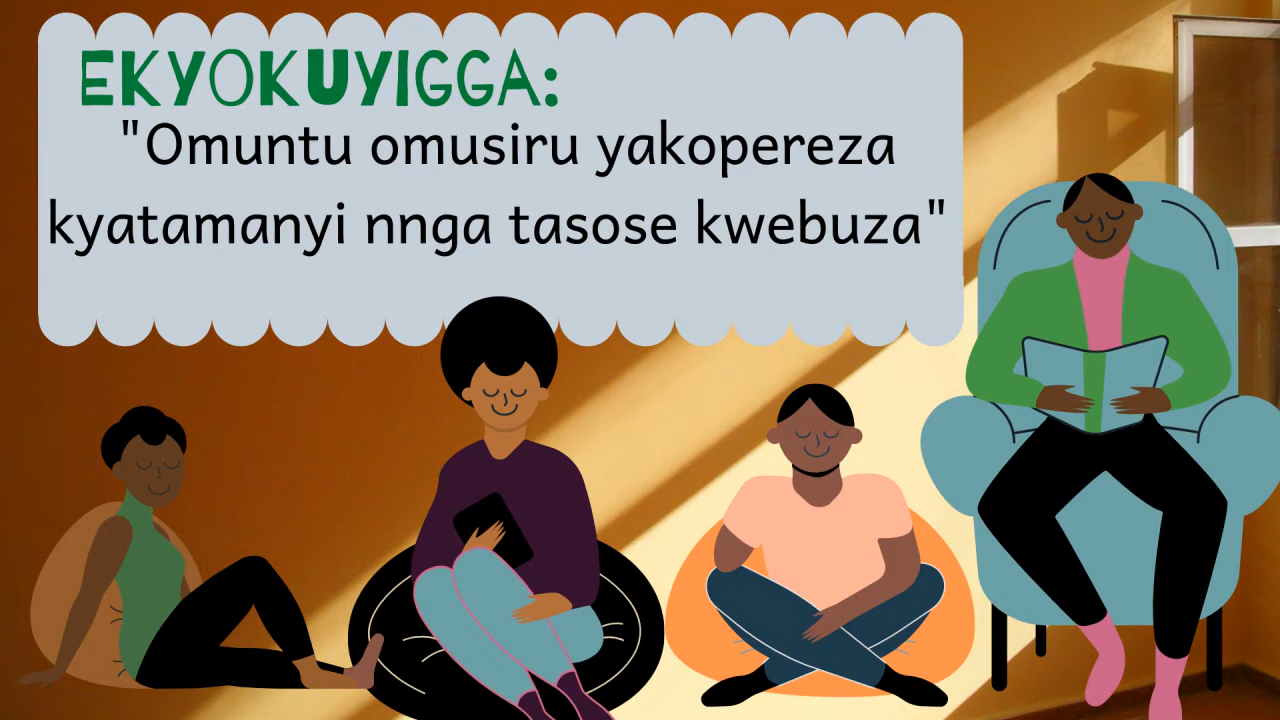 EKYOKUYIGGA:
"Omuntu omusiru yakopereza
kyatamanyi nnga tasose kwebuza"